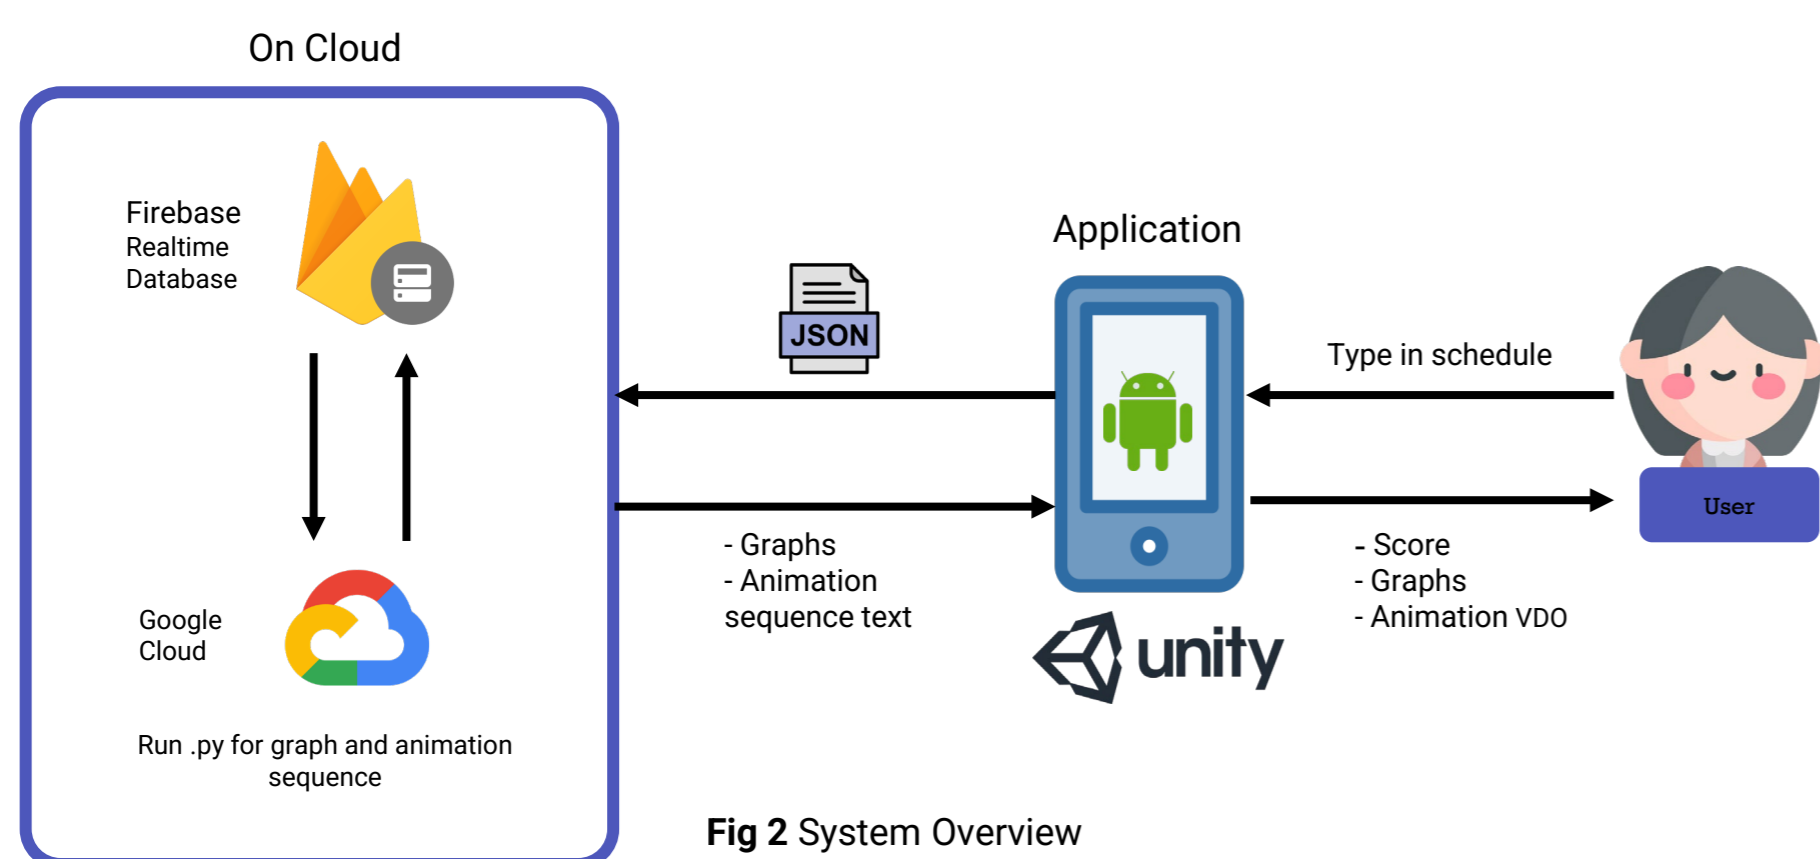 On Cloud
Firebase
Realtime
Database
Google
Cloud
Run .py for graph and animation
sequence
JSON
- Graphs
- Animation
sequence text
Application
unity
Type in schedule
- Score
- Graphs
- Animation VDO
User
Fig 2 System Overview